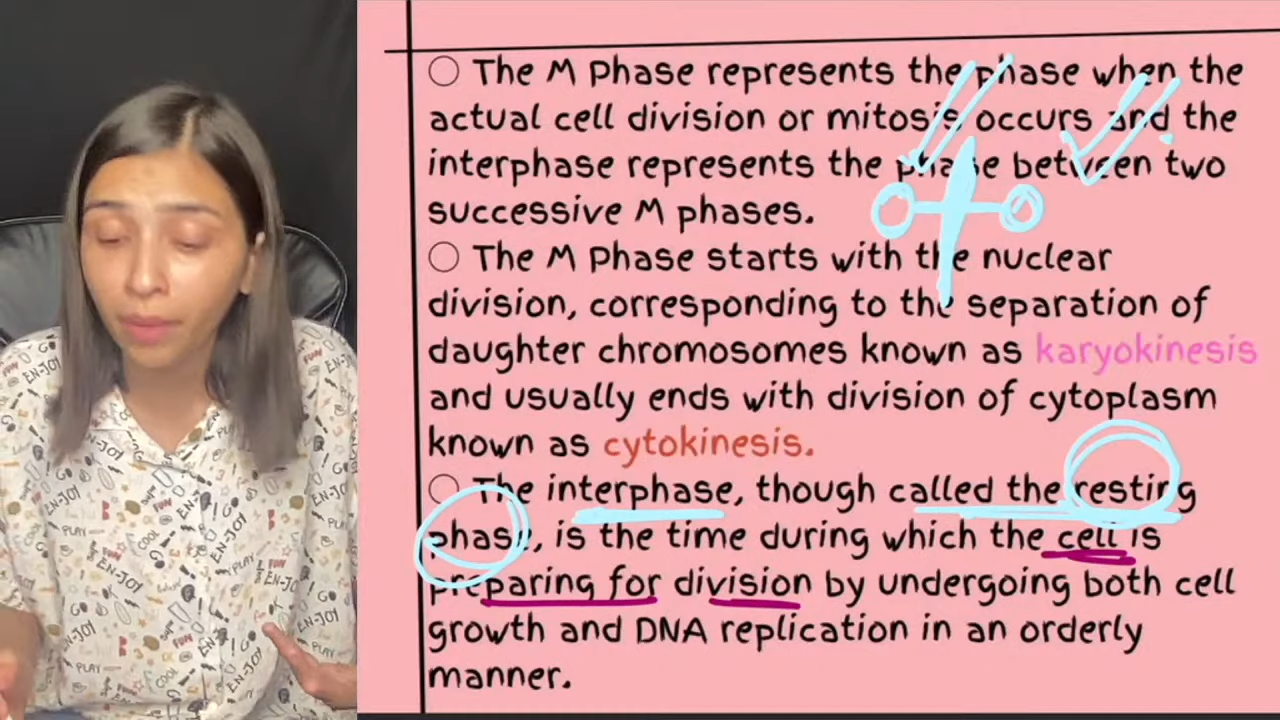 ○ The M Phase represents the phase when the
actual cell division or mitosis occurs and the
interphase represents the phase between two
successive M phases.
○ The M Phase starts with the nuclear
division, corresponding to the separation of
daughter chromosomes known as karyokinesis
and usually ends with division of cytoplasm
known as cytokinesis.
○ The interphase, though called the resting
phase, is the time during which the cell is
preparing for division by undergoing both cell
growth and DNA replication in an orderly
manner.